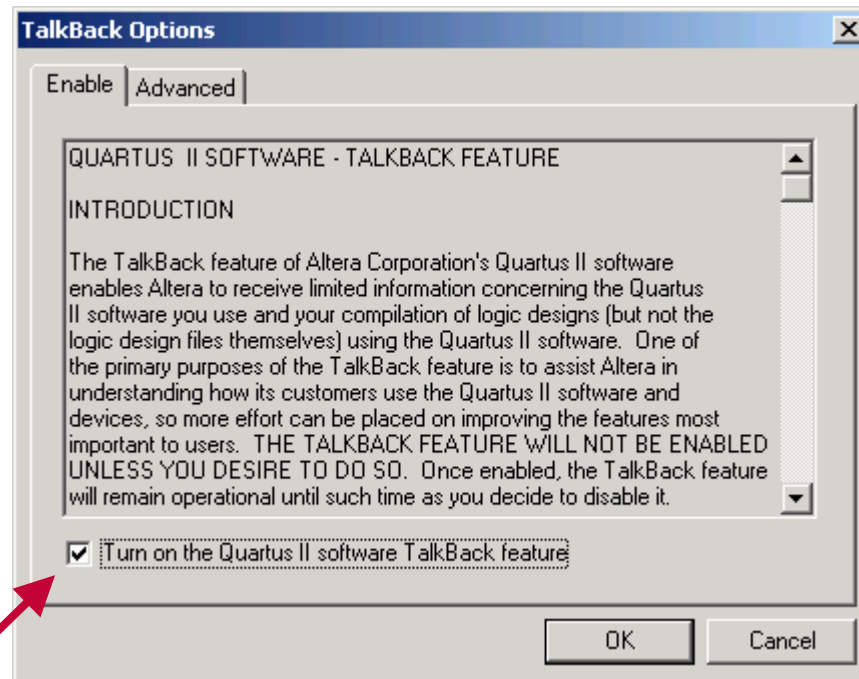 TalkBack Options
Enable
Advanced
QUARTUS II SOFTWARE - TALKBACK FEATURE
INTRODUCTION
The TalkBack feature of Altera Corporation's Quartus II software
enables Altera to receive limited information concerning the Quartus
II software you use and your compilation of logic designs (but not the
logic design files themselves) using the Quartus II software.  One of
the primary purposes of the TalkBack feature is to assist Altera in
understanding how its customers use the Quartus II software and
devices, so more effort can be placed on improving the features most
important to users.  THE TALKBACK FEATURE WILL NOT BE ENABLED
UNLESS YOU DESIRE TO DO SO.  Once enabled, the TalkBack feature
will remain operational until such time as you decide to disable it.
Turn on the Quartus II software TalkBack feature
OK
Cancel